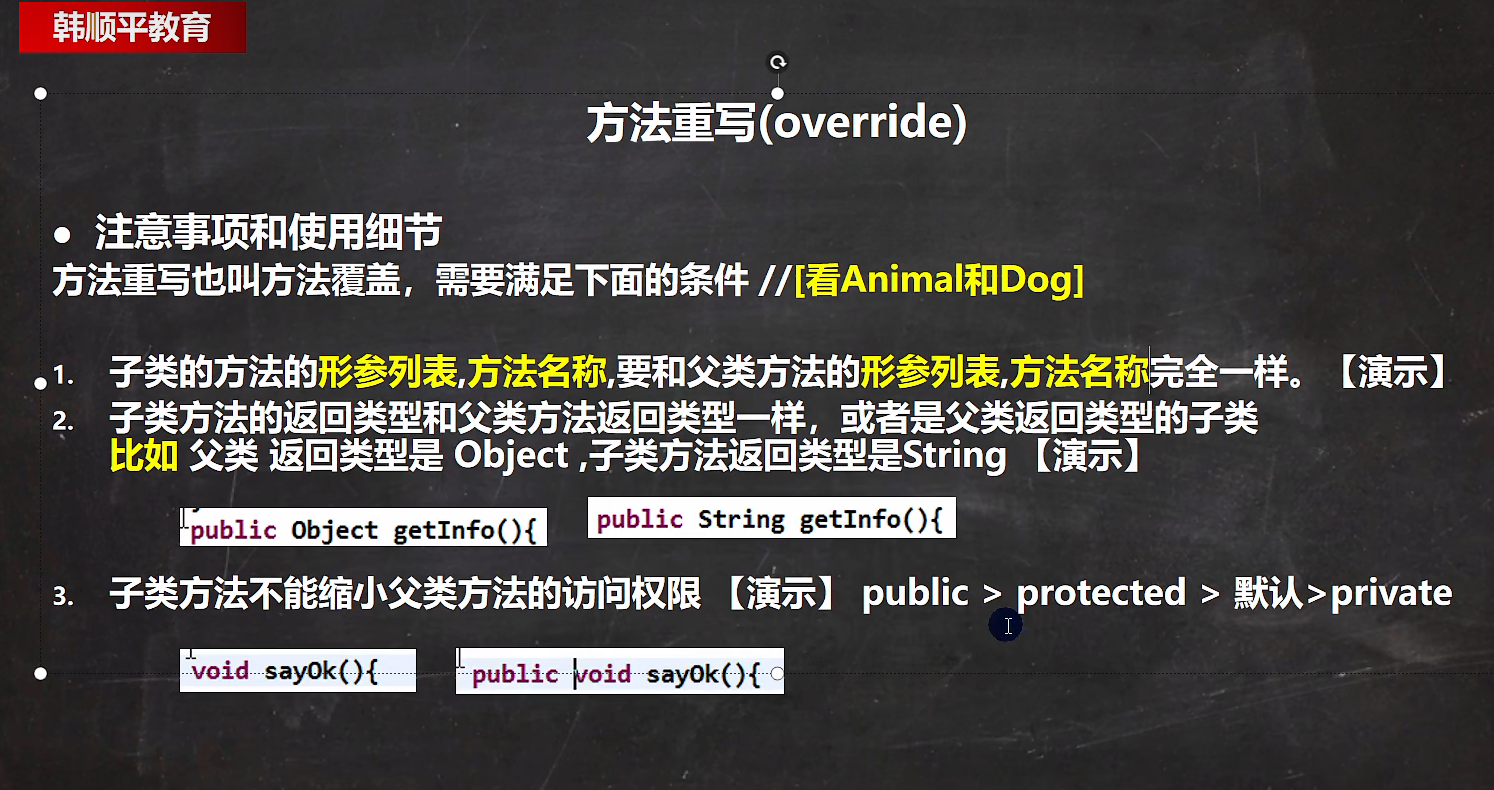 韩顺平教育
方法重写(override)
● 注意事项和使用细节
方法重写也叫方法覆盖，需要满足下面的条件 //[看Animal和Dog]
1. 子类的方法的形参列表,方法名称,要和父类方法的形参列表,方法名称完全一样。【演示】
2. 子类方法的返回类型和父类方法返回类型一样，或者是父类返回类型的子类
比如 父类 返回类型是 Object ,子类方法返回类型是String 【演示】
public Object getInfo(){
public String getInfo(){
3. 子类方法不能缩小父类方法的访问权限 【演示】 public > protected > 默认>private
void sayOk(){
public void sayOk(){